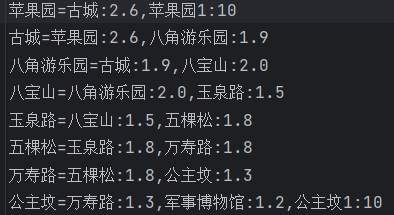 苹果园=古城:2.6,苹果园1:10
古城=苹果园:2.6,八角游乐园:1.9
八角游乐园=古城:1.9,八宝山:2.0
八宝山=八角游乐园:2.0,玉泉路:1.5
玉泉路=八宝山:1.5,五棵松:1.8
五棵松=玉泉路:1.8,万寿路:1.8
万寿路=五棵松:1.8,公主坟:1.3
公主坟=万寿路:1.3,军事博物馆:1.2,公主坟1:10